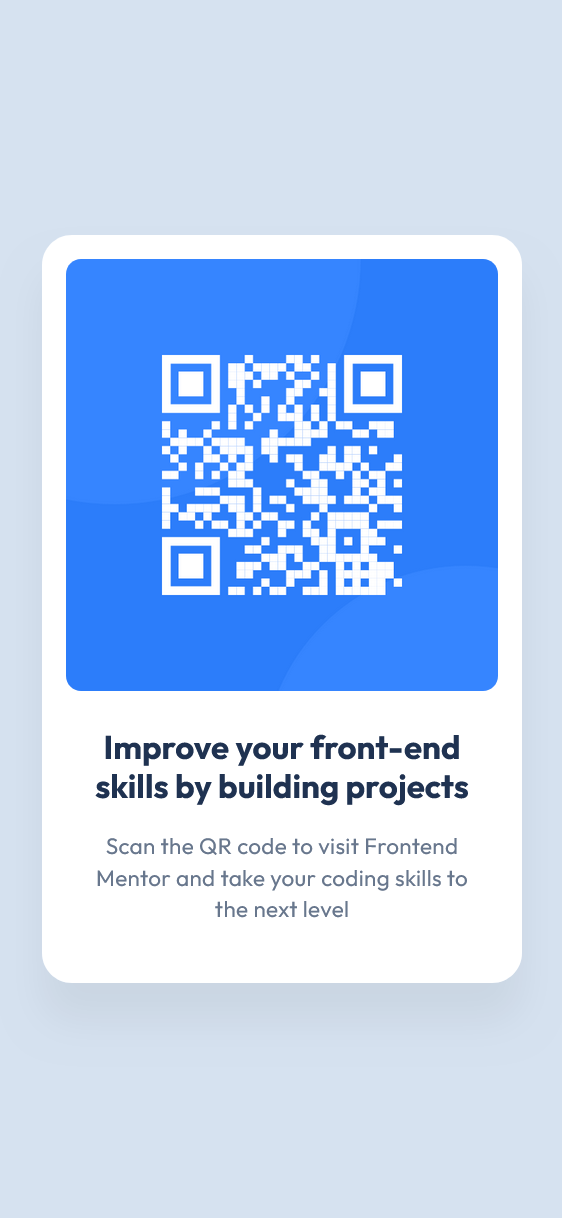 Improve your front-end
skills by building projects
Scan the QR code to visit Frontend
Mentor and take your coding skills to
the next level